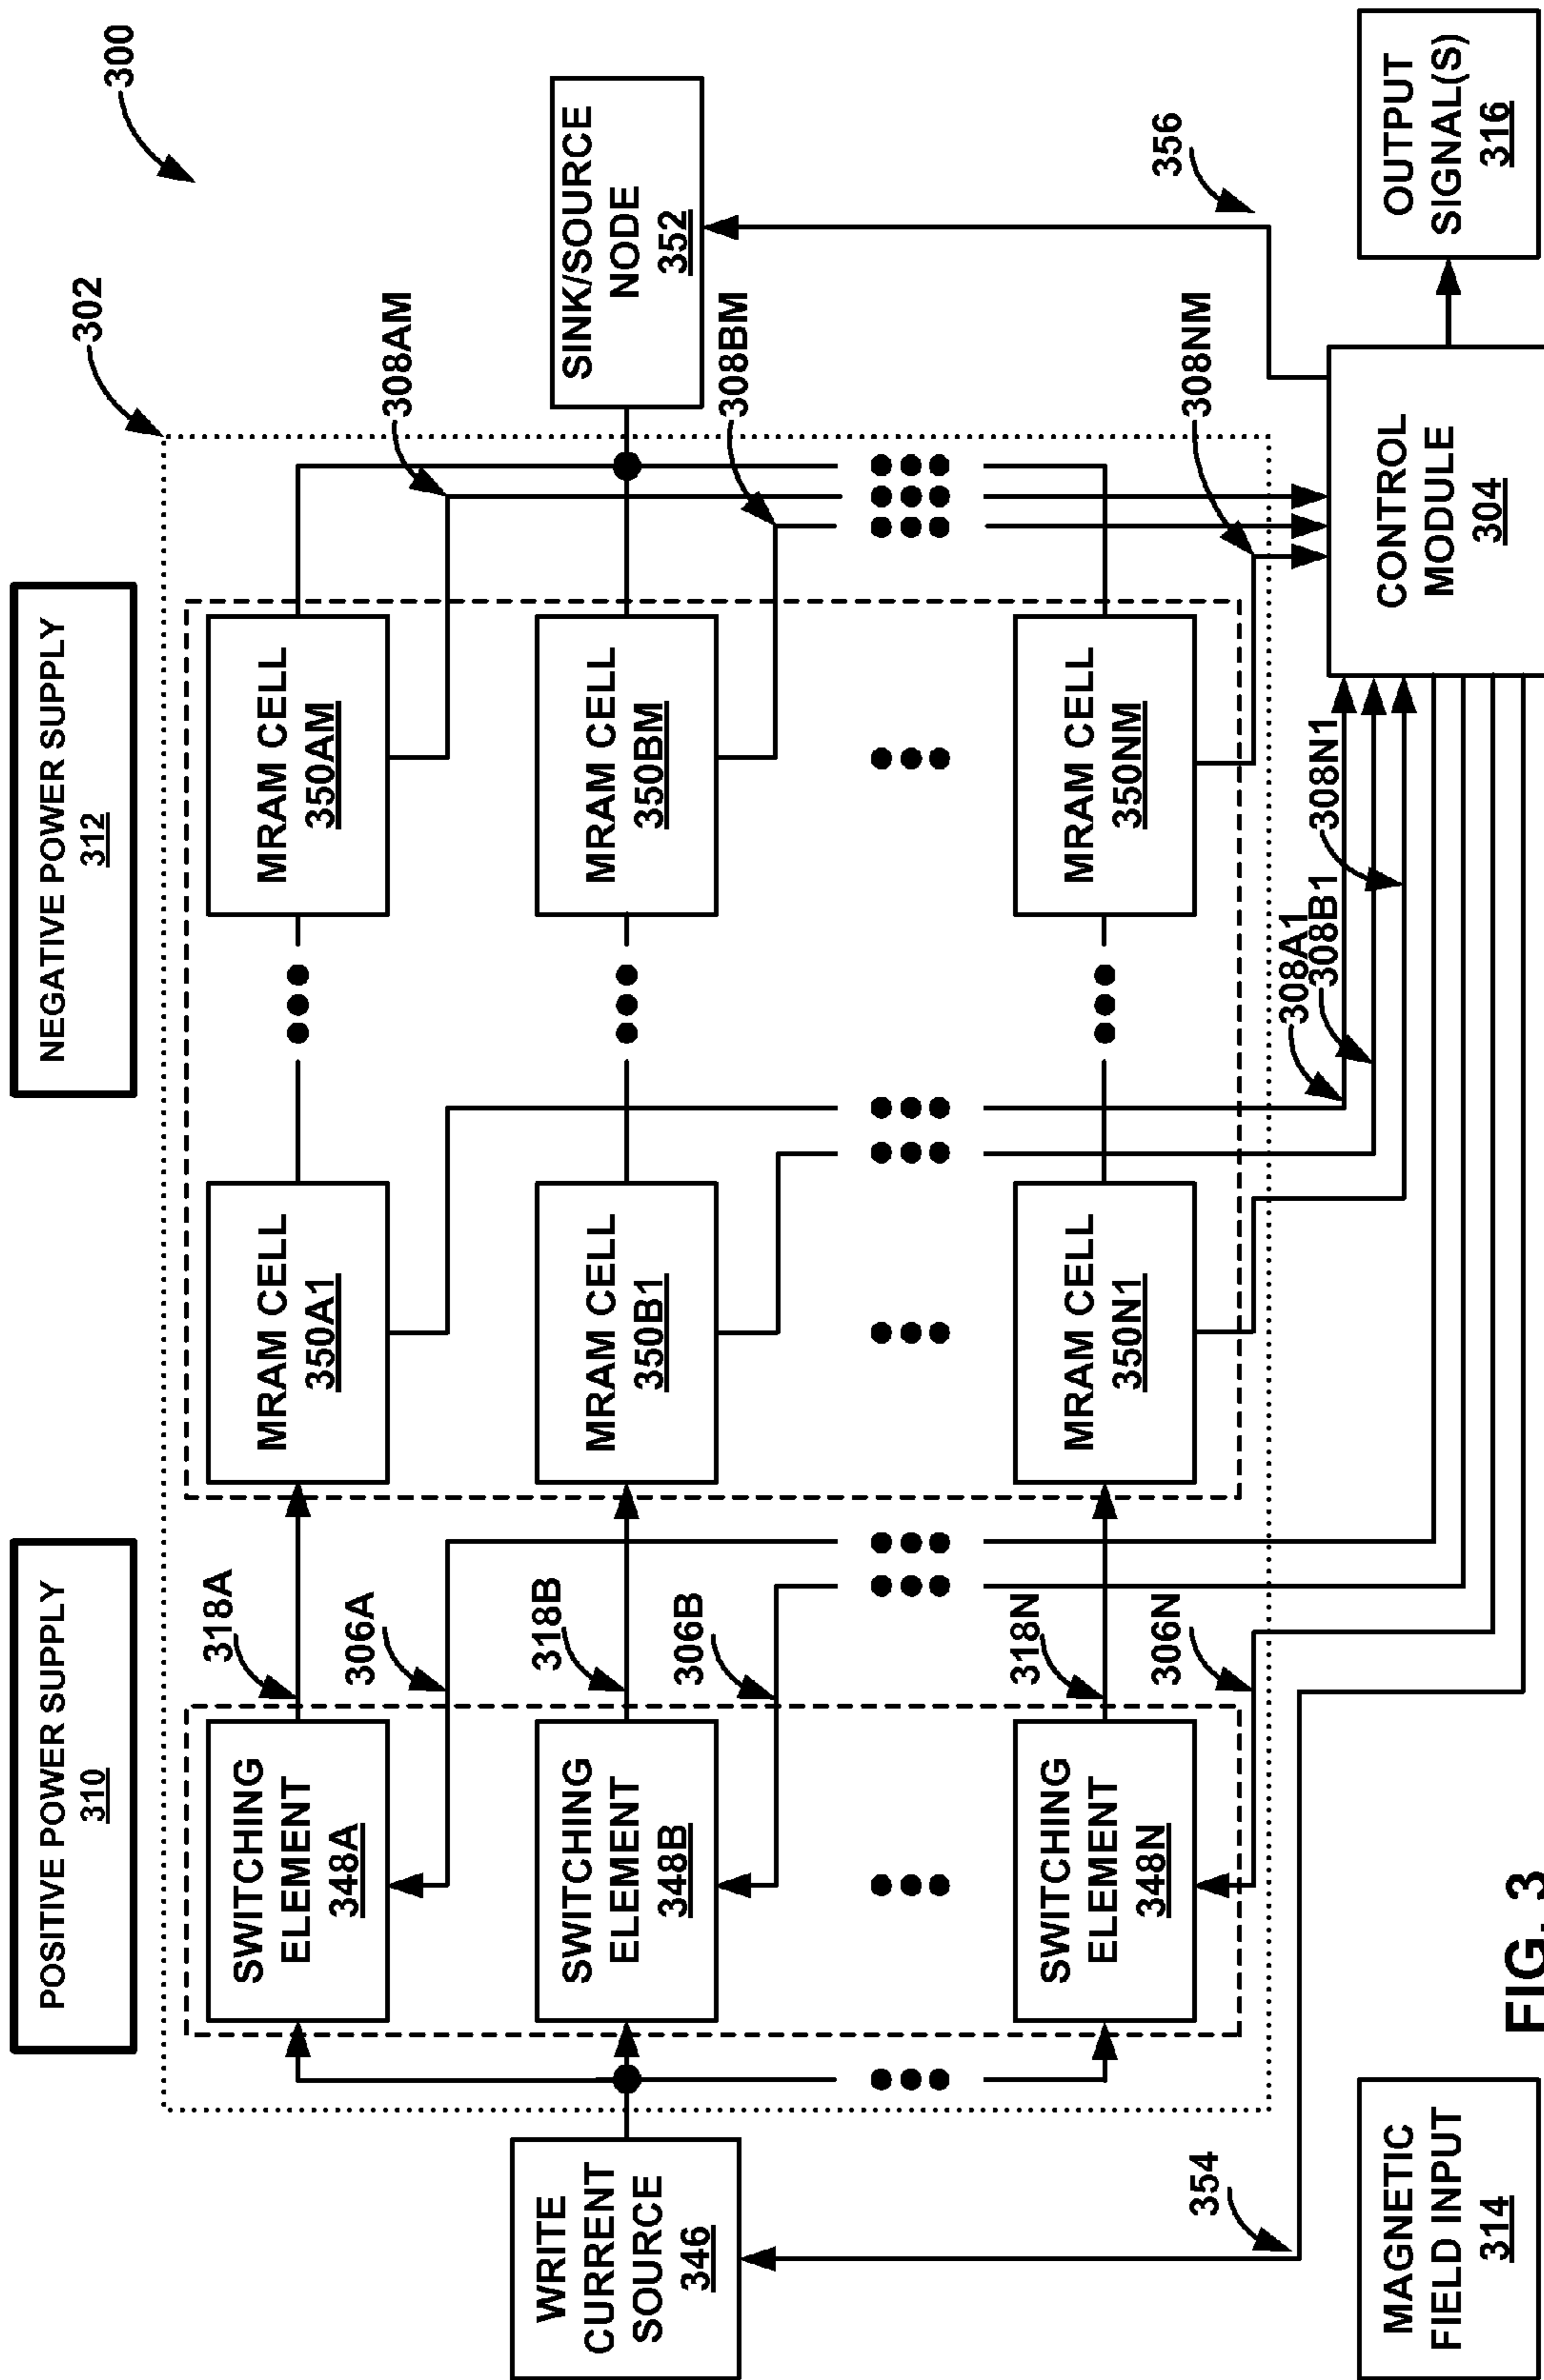 300
302
POSITIVE POWER SUPPLY
310
NEGATIVE POWER SUPPLY
312
WRITE
CURRENT
SOURCE
346
SWITCHING
ELEMENT
348A
318A
306A
MRAM CELL
350A1
MRAM CELL
350AM
308AM
SWITCHING
ELEMENT
348B
318B
306B
MRAM CELL
350B1
MRAM CELL
350BM
308BM
SINK/SOURCE
NODE
352
SWITCHING
ELEMENT
348N
318N
306N
MRAM CELL
350N1
MRAM CELL
350NM
308NM
356
354
308A1
308B1
308N1
MAGNETIC
FIELD INPUT
314
CONTROL
MODULE
304
OUTPUT
SIGNAL(S)
316
FIG. 3